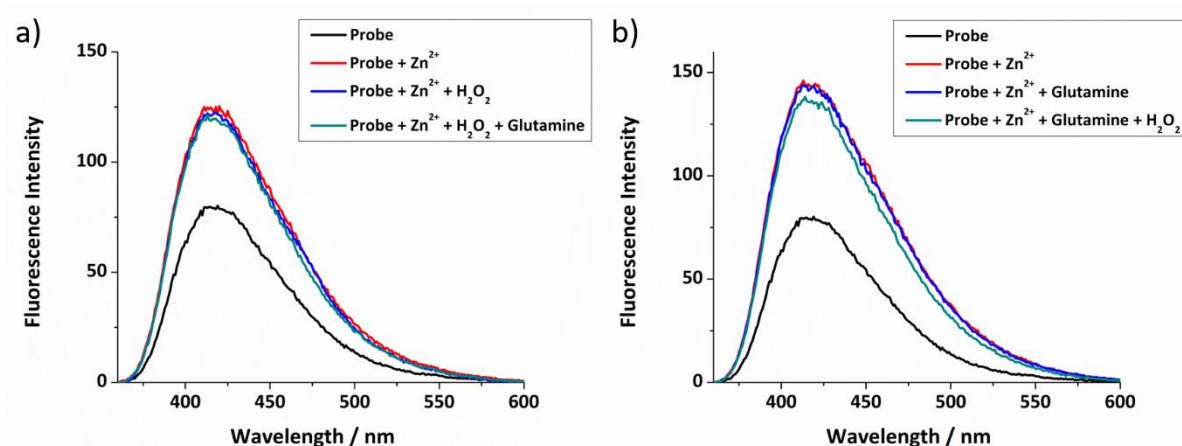 a)
Probe
Probe + Zn²⁺
Probe + Zn²⁺ + H₂O₂
Probe + Zn²⁺ + H₂O₂ + Glutamine
150
100
50
0
Fluorescence Intensity
400
450
500
550
600
Wavelength / nm
b)
Probe
Probe + Zn²⁺
Probe + Zn²⁺ + Glutamine
Probe + Zn²⁺ + Glutamine + H₂O₂
150
100
50
0
Fluorescence Intensity
400
450
500
550
600
Wavelength / nm